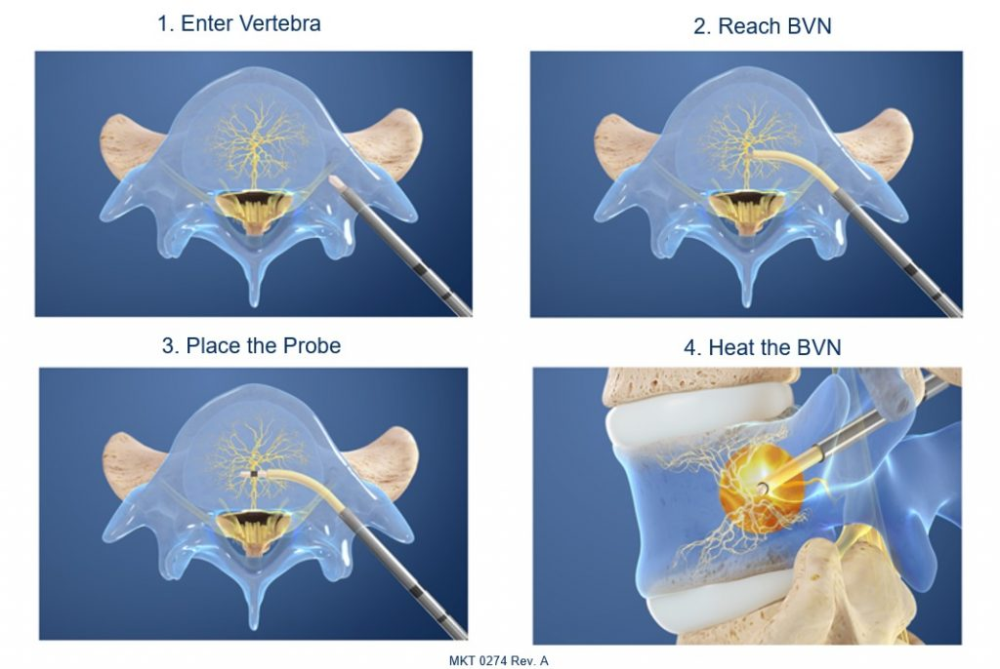 1. Enter Vertebra
2. Reach BVN
3. Place the Probe
4. Heat the BVN
MKT 0274 Rev. A